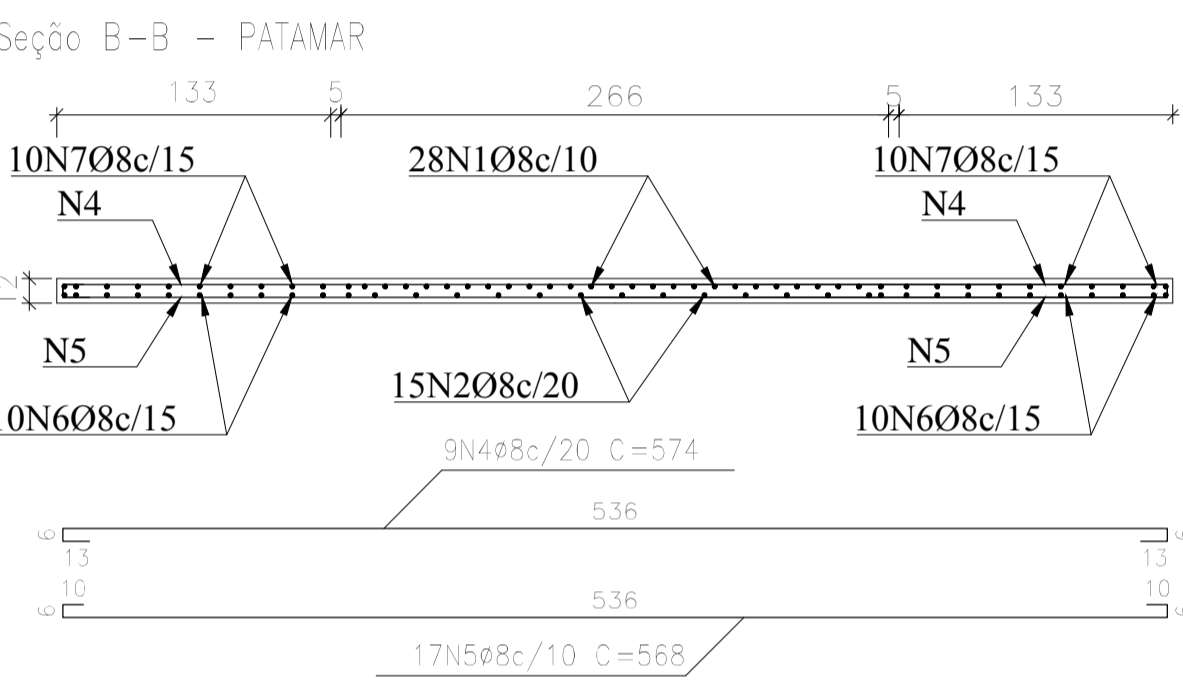 Seção B-B - PATAMAR
133 5 266 5 133
10N7Ø8c/15 28N1Ø8c/10 10N7Ø8c/15
N4 N4
12
N5 N5
15N2Ø8c/20
10N6Ø8c/15 10N6Ø8c/15
9N4ø8c/20 C=574
6 536 6
13 13
10 10
6 536 6
17N5ø8c/10 C=568